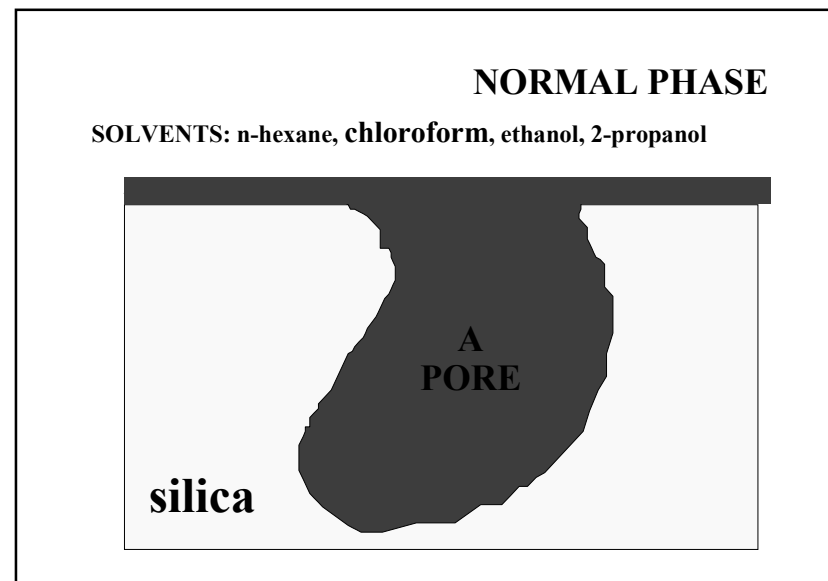 NORMAL PHASE
SOLVENTS: n-hexane, chloroform, ethanol, 2-propanol
A
PORE
silica